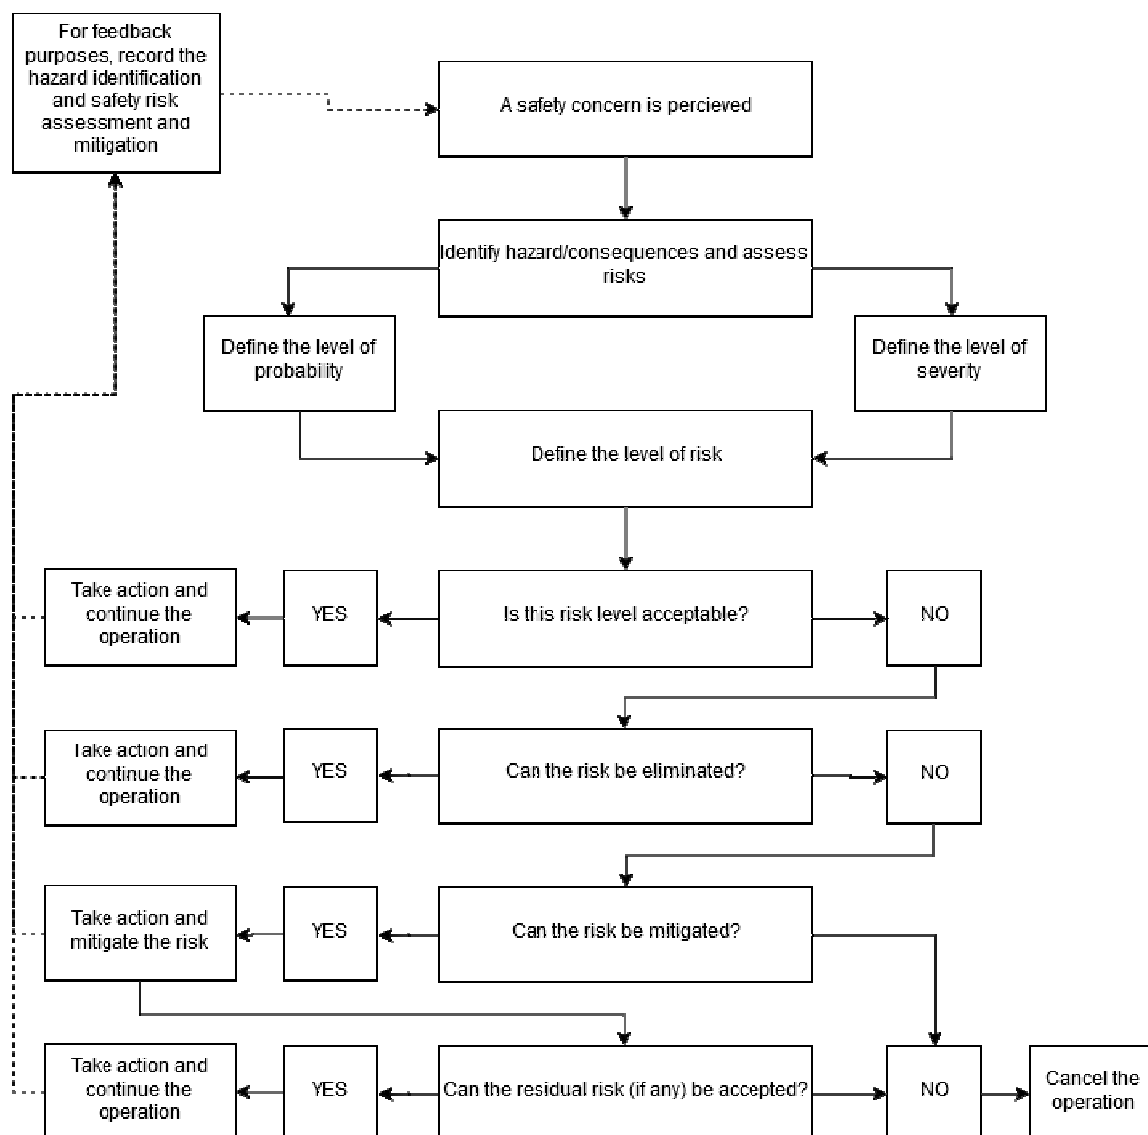 For feedback
purposes, record the
hazard identification
and safety risk
assessment and
mitigation
A safety concern is percieved
Identify hazard/consequences and assess
risks
Define the level of
probability
Define the level of
severity
Define the level of risk
Take action and
continue the
operation
YES
Is this risk level acceptable?
NO
Take action and
continue the
operation
YES
Can the risk be eliminated?
NO
Take action and
mitigate the risk
YES
Can the risk be mitigated?
Take action and
continue the
operation
YES
Can the residual risk (if any) be accepted?
NO
Cancel the
operation